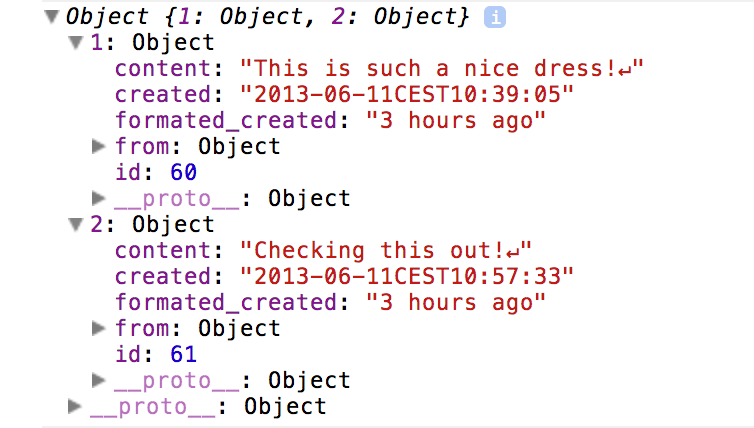 ▼Object {1: Object, 2: Object} i
▼1: Object
content: "This is such a nice dress!↵"
created: "2013-06-11CEST10:39:05"
formated_created: "3 hours ago"
▶from: Object
id: 60
▶__proto__: Object
▼2: Object
content: "Checking this out!↵"
created: "2013-06-11CEST10:57:33"
formated_created: "3 hours ago"
▶from: Object
id: 61
▶__proto__: Object
▶__proto__: Object